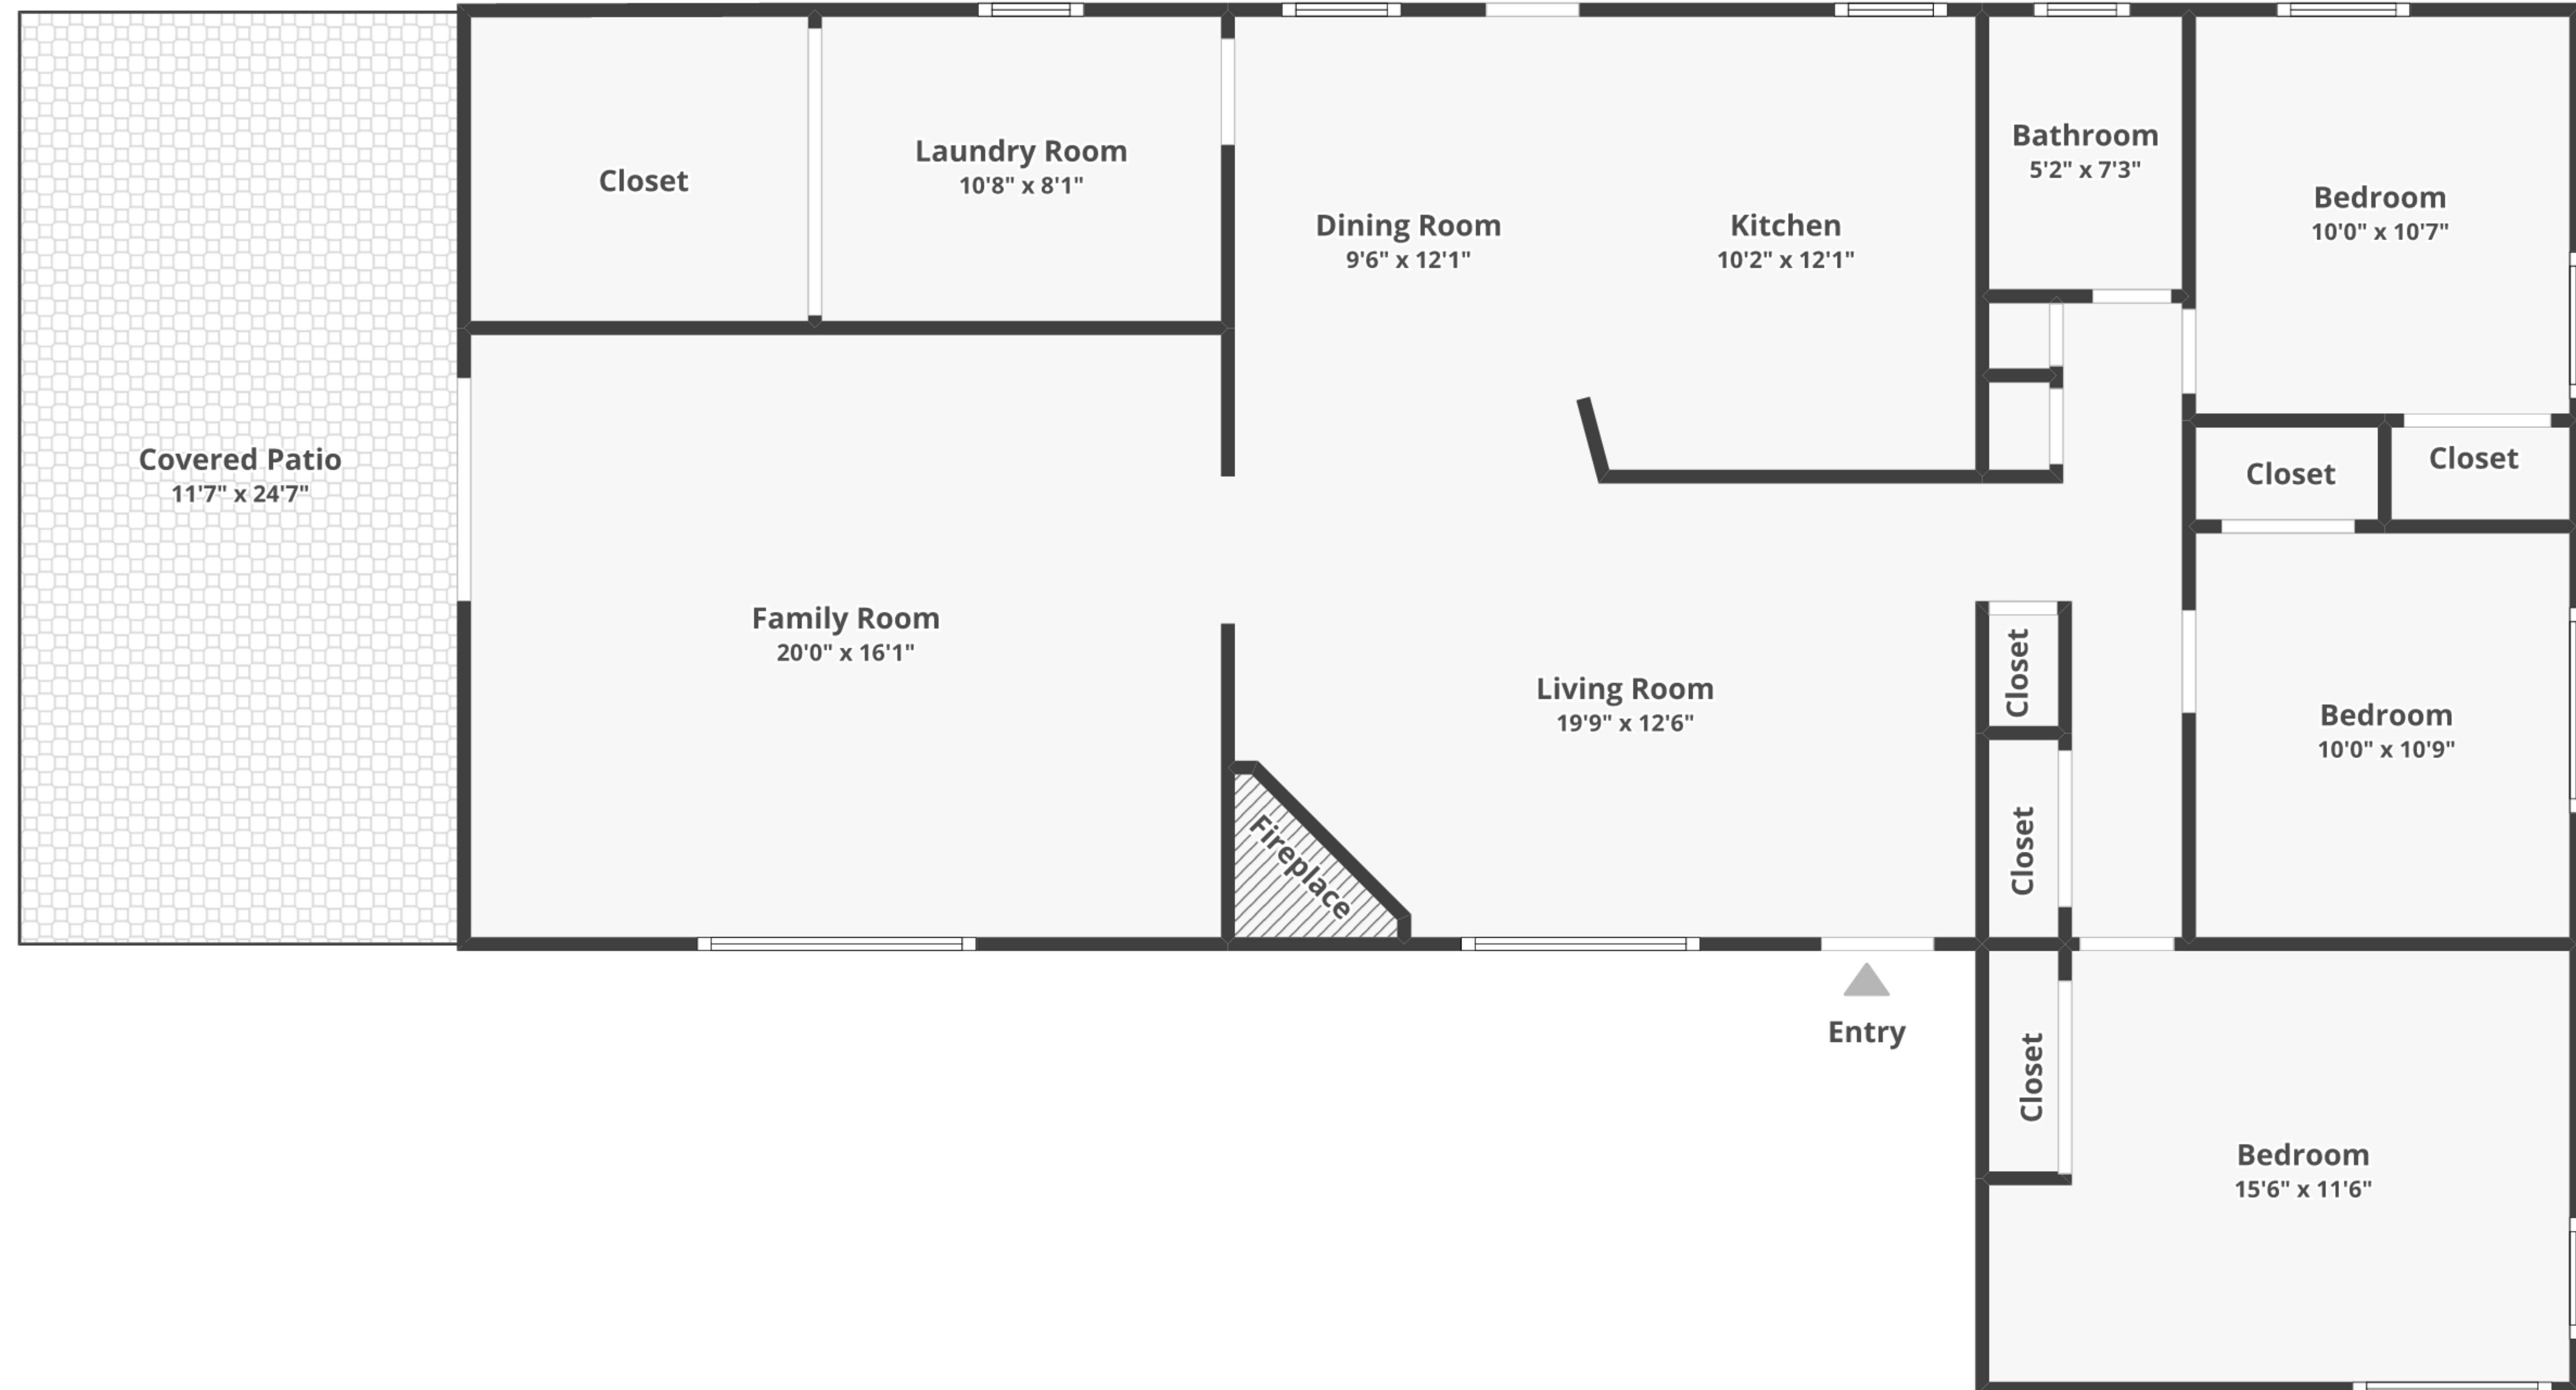 Closet
Laundry Room
10'8" x 8'1"
Dining Room
9'6" x 12'1"
Kitchen
10'2" x 12'1"
Bathroom
5'2" x 7'3"
Bedroom
10'0" x 10'7"
Covered Patio
11'7" x 24'7"
Closet
Closet
Family Room
20'0" x 16'1"
Living Room
19'9" x 12'6"
Closet
Bedroom
10'0" x 10'9"
Fireplace
Closet
Entry
Closet
Bedroom
15'6" x 11'6"